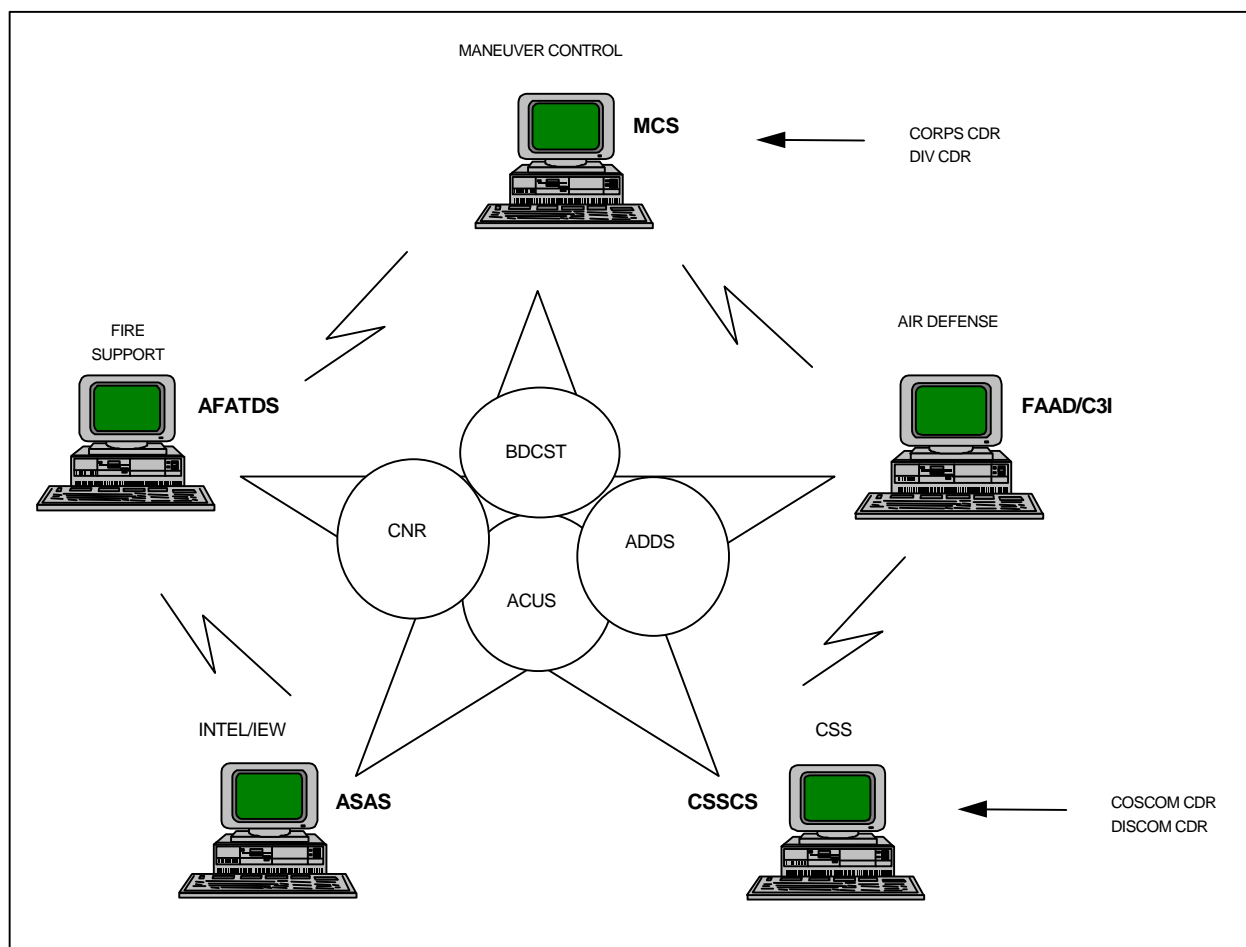 MANEUVER CONTROL
MCS
CORPS CDR
DIV CDR
FIRE
SUPPORT
AFATDS
AIR DEFENSE
FAAD/C3I
BDCST
CNR
ADDS
ACUS
INTEL/IEW
ASAS
CSS
CSSCS
COSCOM CDR
DISCOM CDR